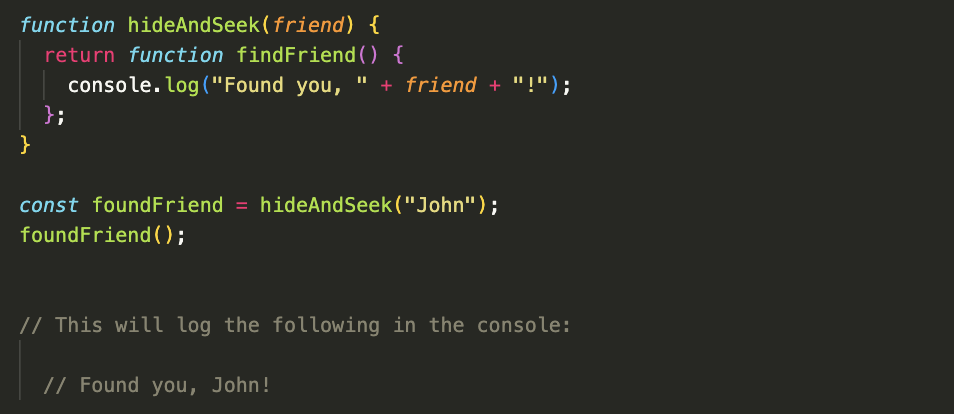 function hideAndSeek(friend) {
  return function findFriend() {
    console.log("Found you, " + friend + "!");
  };
}

const foundFriend = hideAndSeek("John");
foundFriend();

// This will log the following in the console:

  // Found you, John!